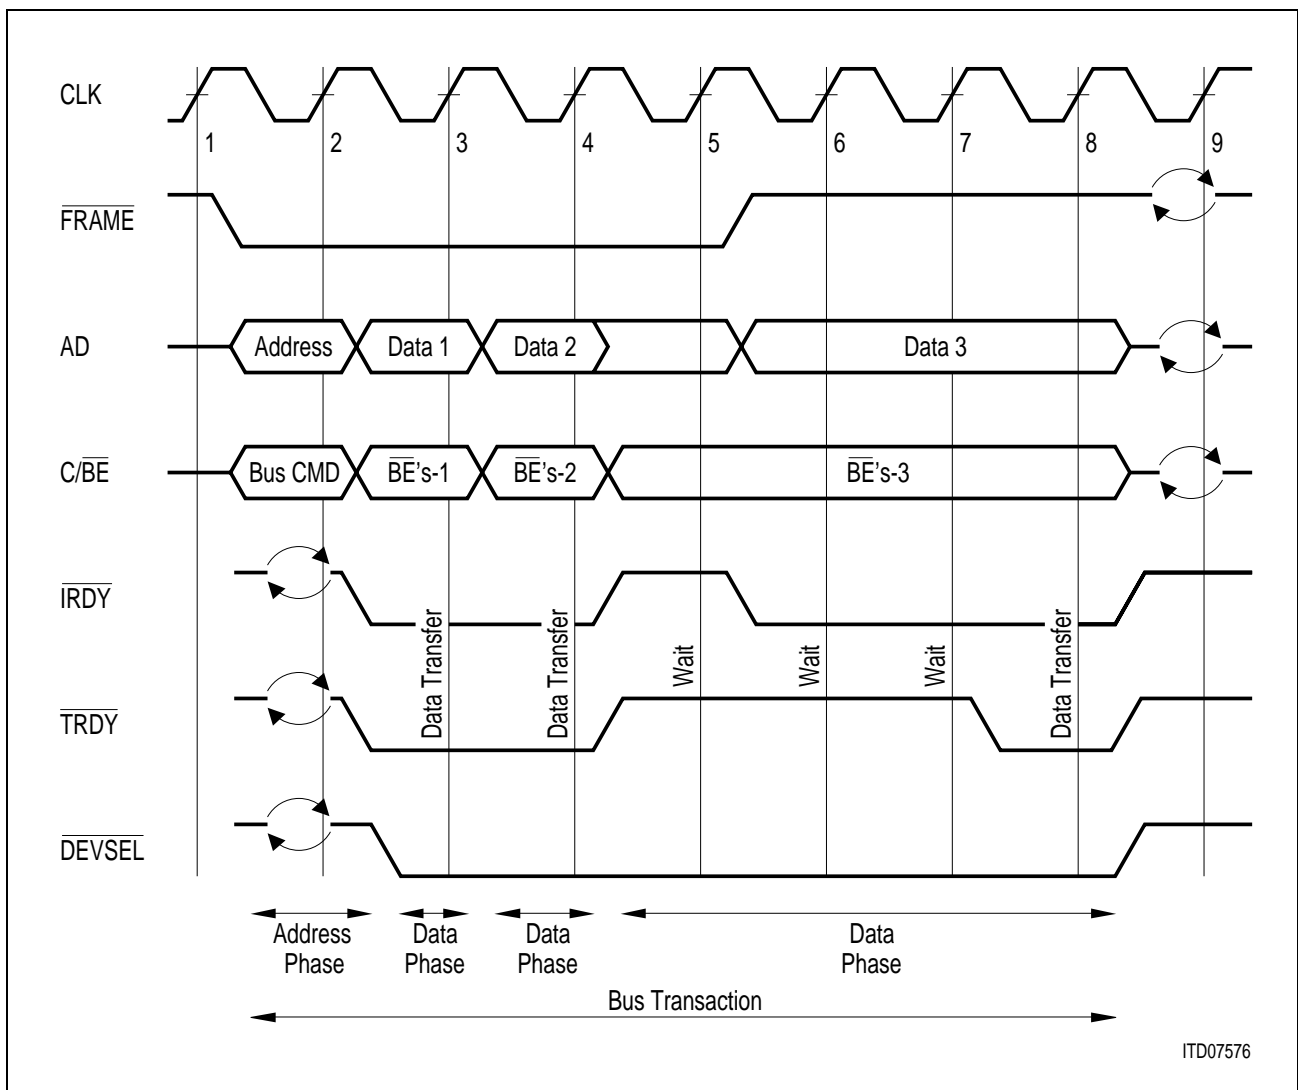 CLK
1 2 3 4 5 6 7 8 9
FRAME
AD
Address Data 1 Data 2 Data 3
C/BE
Bus CMD BE's-1 BE's-2 BE's-3
IRDY
Data Transfer
Data Transfer
Wait
Wait
Wait
Data Transfer
TRDY
DEVSEL
Address
Phase
Data
Phase
Data
Phase
Data
Phase
Bus Transaction
ITD07576